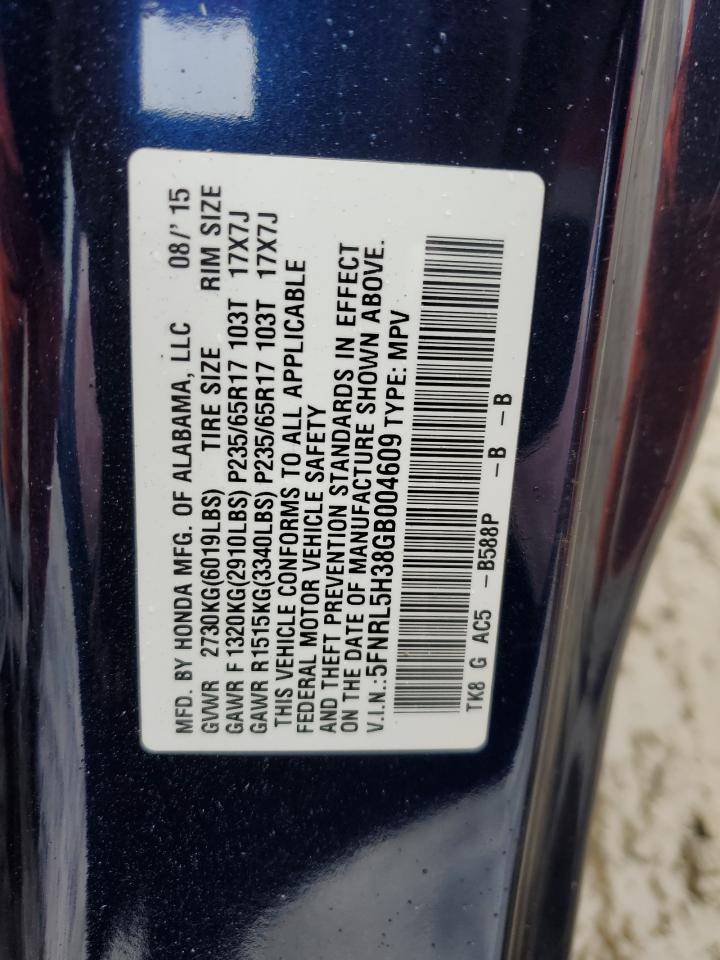 MFD. BY HONDA MFG. OF ALABAMA, LLC 08/' 15
GVWR 2730KG(6019LBS) TIRE SIZE RIM SIZE
GAWR F 1320KG(2910LBS) P235/65R17 103T 17X7J
GAWR R1515KG(3340LBS) P235/65R17 103T 17X7J
THIS VEHICLE CONFORMS TO ALL APPLICABLE
FEDERAL MOTOR VEHICLE SAFETY
AND THEFT PREVENTION STANDARDS IN EFFECT
ON THE DATE OF MANUFACTURE SHOWN ABOVE.
V.I.N.:5FNRL5H38GB004609 TYPE: MPV
TK8 G AC5 -B588P -B -B